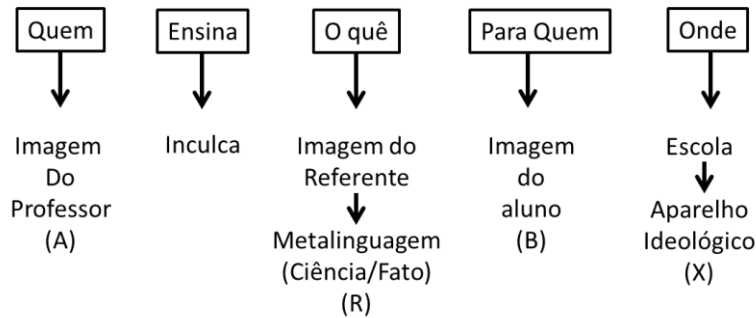 Quem
Ensina
O quê
Para Quem
Onde
Imagem
Do
Professor
(A)
Inculca
Imagem do
Referente
Metalinguagem
(Ciência/Fato)
(R)
Imagem
do
aluno
(B)
Escola
Aparelho
Ideológico
(X)